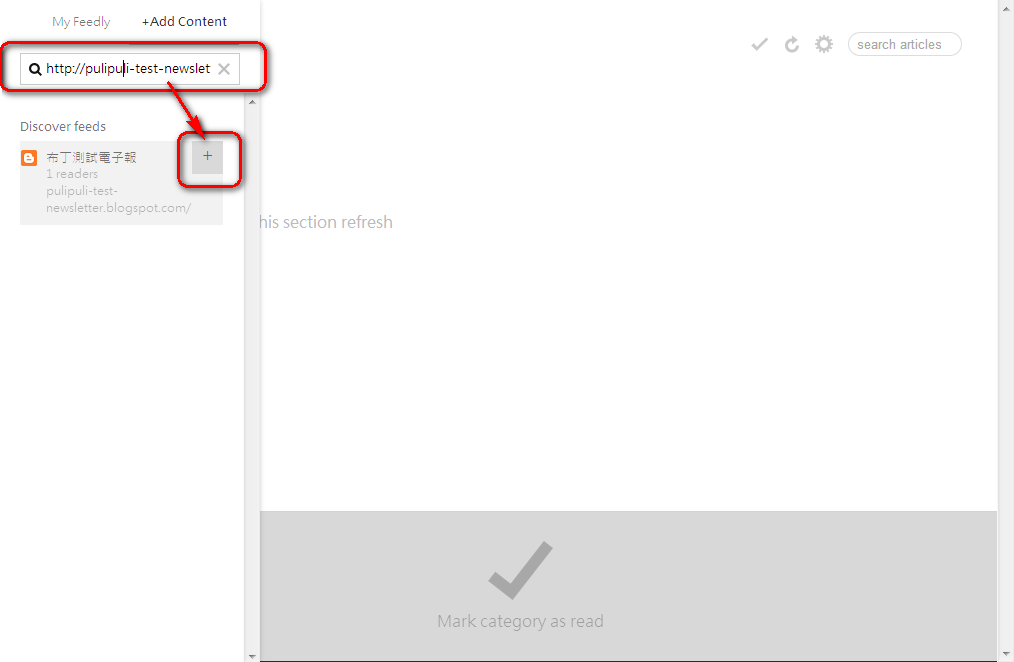 My Feedly
+Add Content
http://pulipuli-test-newslet
Discover feeds
布丁測試電子報
+
1 readers
pulipuli-test-
newsletter.blogspot.com/
search articles
his section refresh
Mark category as read